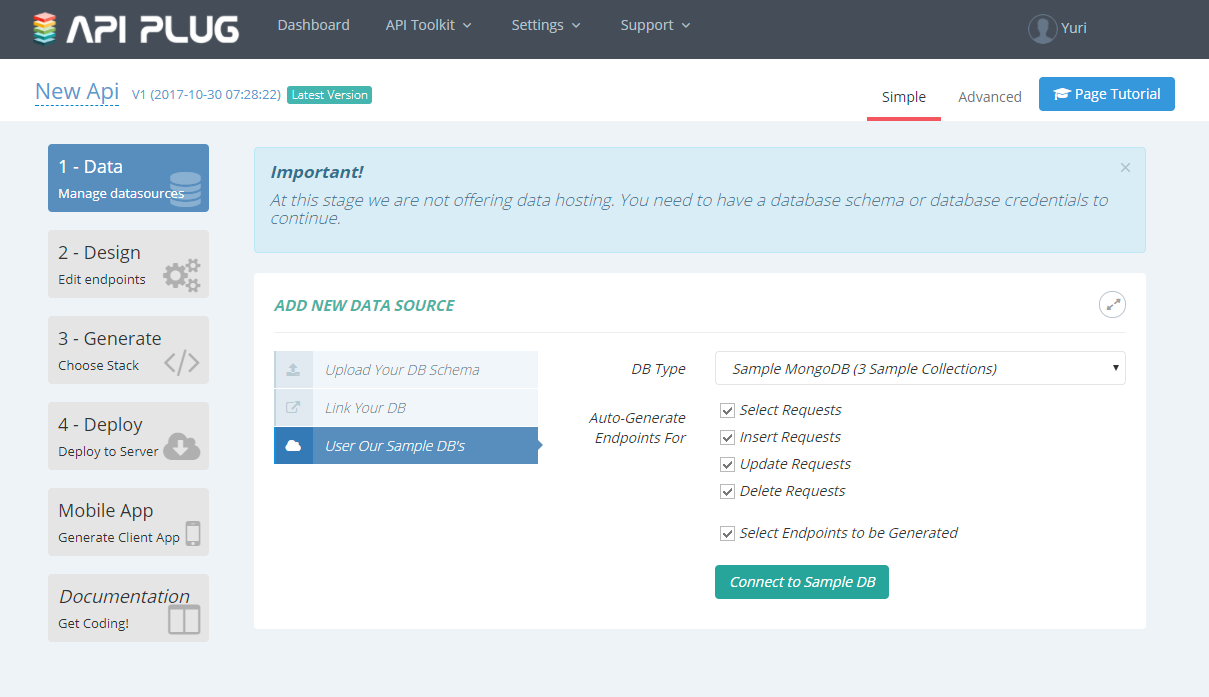 API PLUG
Dashboard
API Toolkit
Settings
Support
Yuri
New Api
V1 (2017-10-30 07:28:22)
Latest Version
Simple
Advanced
Page Tutorial
1 - Data
Manage datasources
2 - Design
Edit endpoints
3 - Generate
Choose Stack
4 - Deploy
Deploy to Server
Mobile App
Generate Client App
Documentation
Get Coding!
Important!
×
At this stage we are not offering data hosting. You need to have a database schema or database credentials to
continue.
ADD NEW DATA SOURCE
Upload Your DB Schema
Link Your DB
User Our Sample DB's
DB Type
Sample MongoDB (3 Sample Collections)
Auto-Generate
Endpoints For
Select Requests
Insert Requests
Update Requests
Delete Requests
Select Endpoints to be Generated
Connect to Sample DB